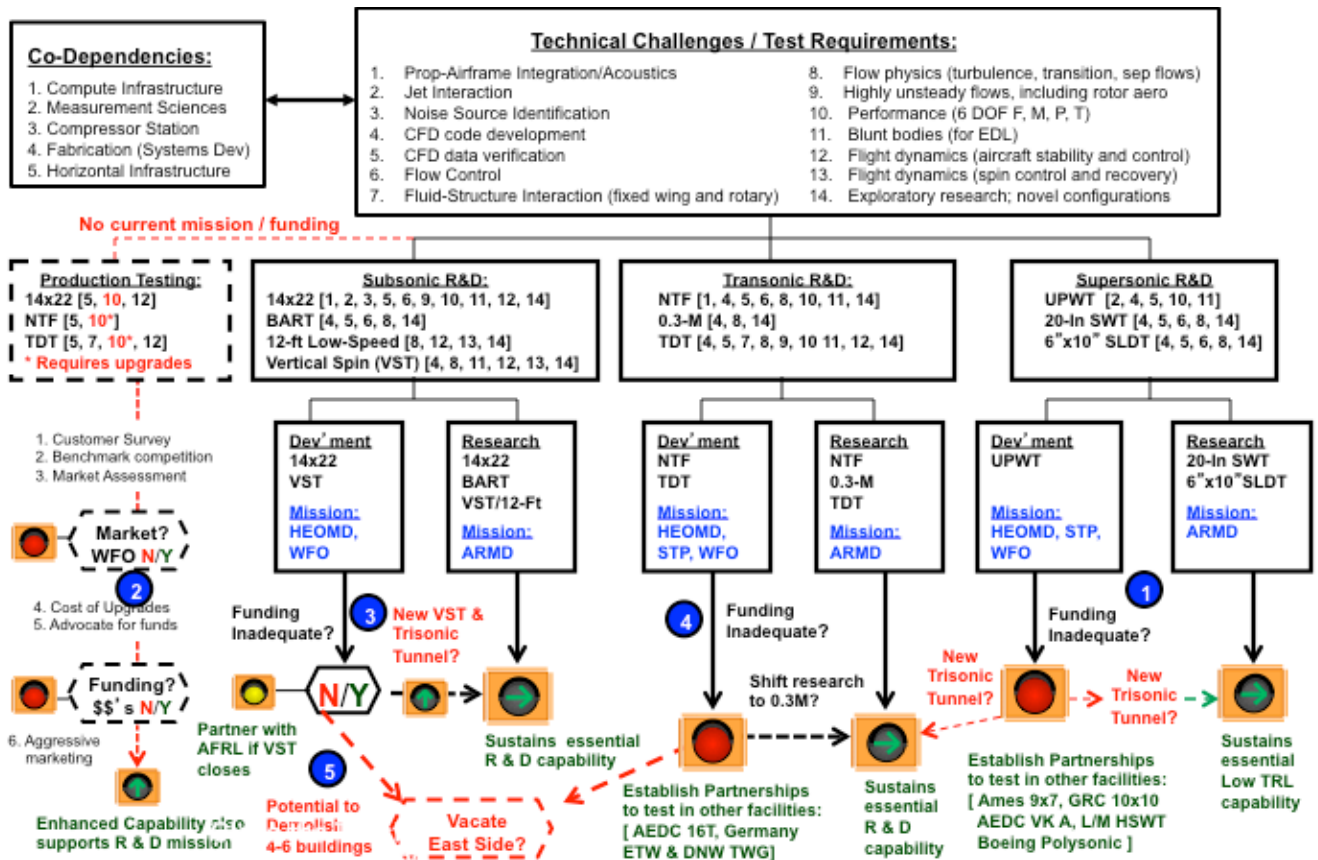 Co-Dependencies:
1. Compute Infrastructure
2. Measurement Sciences
3. Compressor Station
4. Fabrication (Systems Dev)
5. Horizontal Infrastructure
Technical Challenges / Test Requirements:
1. Prop-Airframe Integration/Acoustics
2. Jet Interaction
3. Noise Source Identification
4. CFD code development
5. CFD data verification
6. Flow Control
7. Fluid-Structure Interaction (fixed wing and rotary)
8. Flow physics (turbulence, transition, sep flows)
9. Highly unsteady flows, including rotor aero
10. Performance (6 DOF F, M, P, T)
11. Blunt bodies (for EDL)
12. Flight dynamics (aircraft stability and control)
13. Flight dynamics (spin control and recovery)
14. Exploratory research; novel configurations
No current mission / funding
Production Testing:
14x22 [5, 10, 12]
NTF [5, 10*]
TDT [5, 7, 10*, 12]
* Requires upgrades
Subsonic R&D:
14x22 [1, 2, 3, 5, 6, 9, 10, 11, 12, 14]
BART [4, 5, 6, 8, 14]
12-ft Low-Speed [8, 12, 13, 14]
Vertical Spin (VST) [4, 8, 11, 12, 13, 14]
Transonic R&D:
NTF [1, 4, 5, 6, 8, 10, 11, 14]
0.3-M [4, 8, 14]
TDT [4, 5, 7, 8, 9, 10, 11, 12, 14]
Supersonic R&D
UPWT [2, 4, 5, 10, 11]
20-In SWT [4, 5, 6, 8, 14]
6”x10” SLDT [4, 5, 6, 8, 14]
1. Customer Survey
2. Benchmark competition
3. Market Assessment
Market?
WFO N/Y
2
4. Cost of Upgrades
5. Advocate for funds
Funding?
$$'s N/Y
6. Aggressive
marketing
Enhanced Capability also
supports R & D mission
Dev'ment
14x22
VST
Mission:
HEOMD,
WFO
Research
14x22
BART
VST/12-Ft
Mission:
ARMD
Dev'ment
NTF
TDT
Mission:
HEOMD,
STP, WFO
Research
NTF
0.3-M
TDT
Mission:
ARMD
Dev'ment
UPWT
Mission:
HEOMD, STP,
WFO
Research
20-In SWT
6”x10”SLDT
Mission:
ARMD
Funding
Inadequate?
3
New VST &
Trisonic
Tunnel?
N/Y
Partner with
AFRL if VST
closes
5
Potential to
Demolish
4-6 buildings
Sustains essential
R & D capability
Vacate
East Side?
4
Funding
Inadequate?
Shift research
to 0.3M?
Establish Partnerships
to test in other facilities:
[ AEDC 16T, Germany
ETW & DNW TWG]
Sustains
essential
R & D
capability
1
Funding
Inadequate?
New
Trisonic
Tunnel?
New
Trisonic
Tunnel?
Establish Partnerships
to test in other facilities:
[ Ames 9x7, GRC 10x10
AEDC VK A, L/M HSWT
Boeing Polysonic ]
Sustains
essential
Low TRL
capability